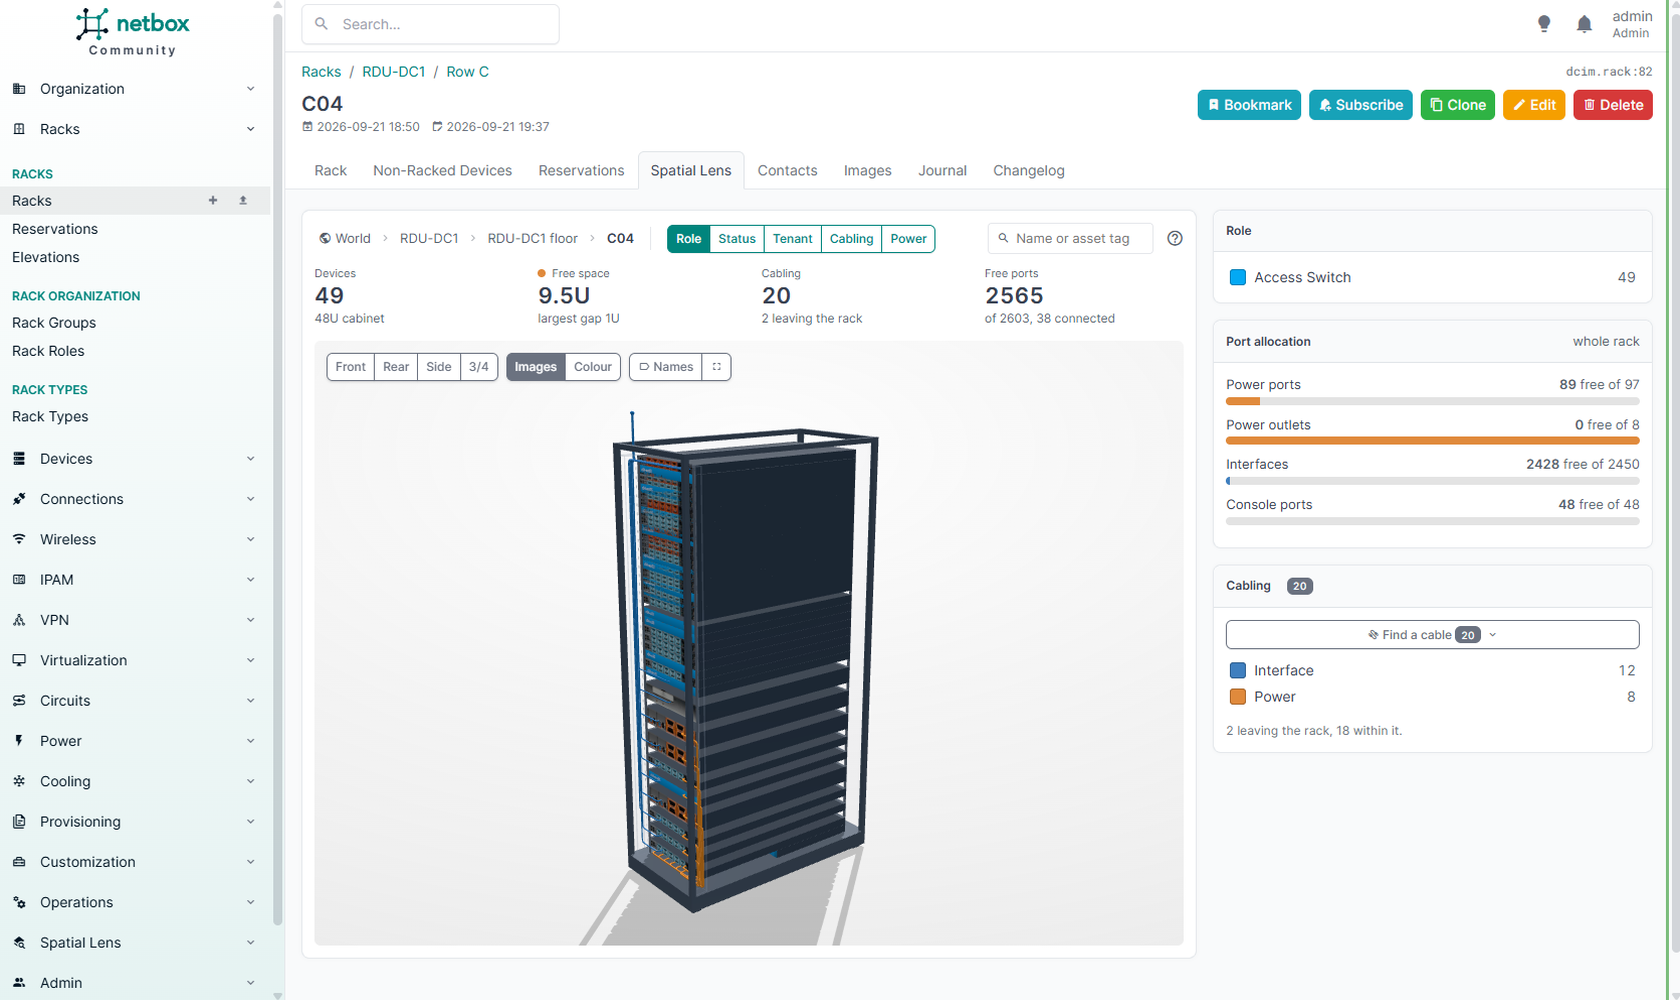 netbox
Community
Search...
admin
Admin
Organization
Racks
RACKS
Racks
Reservations
Elevations
RACK ORGANIZATION
Rack Groups
Rack Roles
RACK TYPES
Rack Types
Devices
Connections
Wireless
IPAM
VPN
Virtualization
Circuits
Power
Cooling
Provisioning
Customization
Operations
Spatial Lens
Admin
Racks / RDU-DC1 / Row C
dcim.rack:82
C04
2026-09-21 18:50 2026-09-21 19:37
Bookmark Subscribe Clone Edit Delete
Rack Non-Racked Devices Reservations Spatial Lens Contacts Images Journal Changelog
World > RDU-DC1 > RDU-DC1 floor > C04
Role Status Tenant Cabling Power
Name or asset tag
Devices
49
48U cabinet
Free space
9.5U
largest gap 1U
Cabling
20
2 leaving the rack
Free ports
2565
of 2603, 38 connected
Front Rear Side 3/4 Images Colour Names
Role
Access Switch 49
Port allocation whole rack
Power ports 89 free of 97
Power outlets 0 free of 8
Interfaces 2428 free of 2450
Console ports 48 free of 48
Cabling 20
Find a cable 20
Interface 12
Power 8
2 leaving the rack, 18 within it.